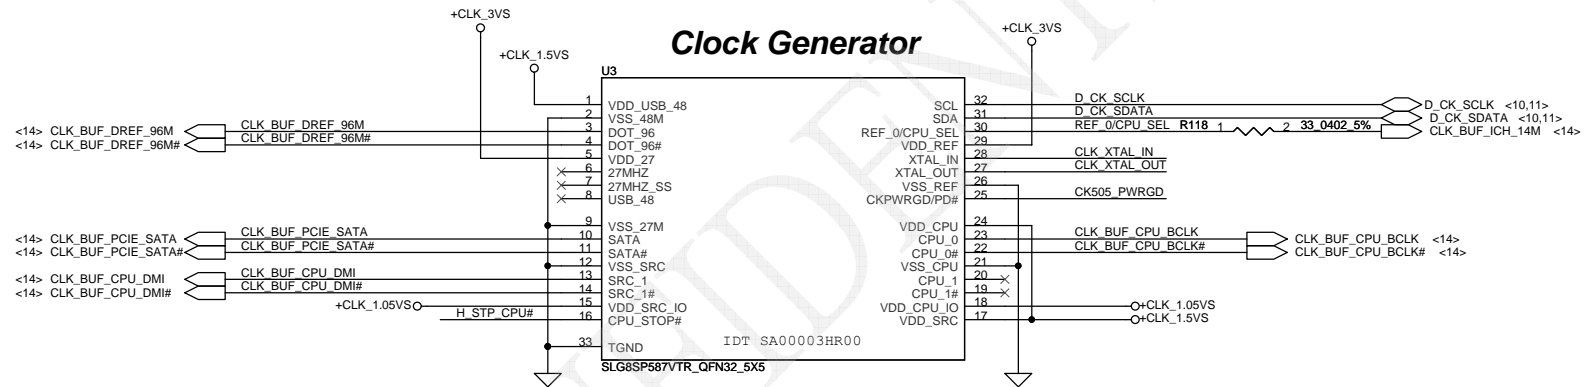 +CLK_3VS
+CLK_3VS
Clock Generator
+CLK_1.5VS
U3
1 VDD_USB_48 SCL 32 D_CK_SCLK D_CK_SCLK <10,11>
2 VSS_48M SDA 31 D_CK_SDATA D_CK_SDATA <10,11>
<14> CLK_BUF_DREF_96M CLK_BUF_DREF_96M 3 DOT_96 REF_0/CPU_SEL 30 REF_0/CPU_SEL R118 1 2 33_0402_5% CLK_BUF_ICH_14M <14>
<14> CLK_BUF_DREF_96M# CLK_BUF_DREF_96M# 4 DOT_96# VDD_REF 29
5 VDD_27 XTAL_IN 28 CLK_XTAL_IN
6 27MHZ XTAL_OUT 27 CLK_XTAL_OUT
7 27MHZ_SS VSS_REF 26
8 USB_48 CKPWRGD/PD# 25 CK505_PWRGD
9 VSS_27M VDD_CPU 24
<14> CLK_BUF_PCIE_SATA CLK_BUF_PCIE_SATA 10 SATA CPU_0 23 CLK_BUF_CPU_BCLK CLK_BUF_CPU_BCLK <14>
<14> CLK_BUF_PCIE_SATA# CLK_BUF_PCIE_SATA# 11 SATA# CPU_0# 22 CLK_BUF_CPU_BCLK# CLK_BUF_CPU_BCLK# <14>
12 VSS_SRC VSS_CPU 21
<14> CLK_BUF_CPU_DMI CLK_BUF_CPU_DMI 13 SRC_1 CPU_1 20
<14> CLK_BUF_CPU_DMI# CLK_BUF_CPU_DMI# 14 SRC_1# CPU_1# 19
+CLK_1.05VS 15 VDD_SRC_IO VDD_CPU_IO 18 +CLK_1.05VS
H_STP_CPU# 16 CPU_STOP# VDD_SRC 17 +CLK_1.5VS
33 TGND IDT SA00003HR00
SLG8SP587VTR_QFN32_5X5